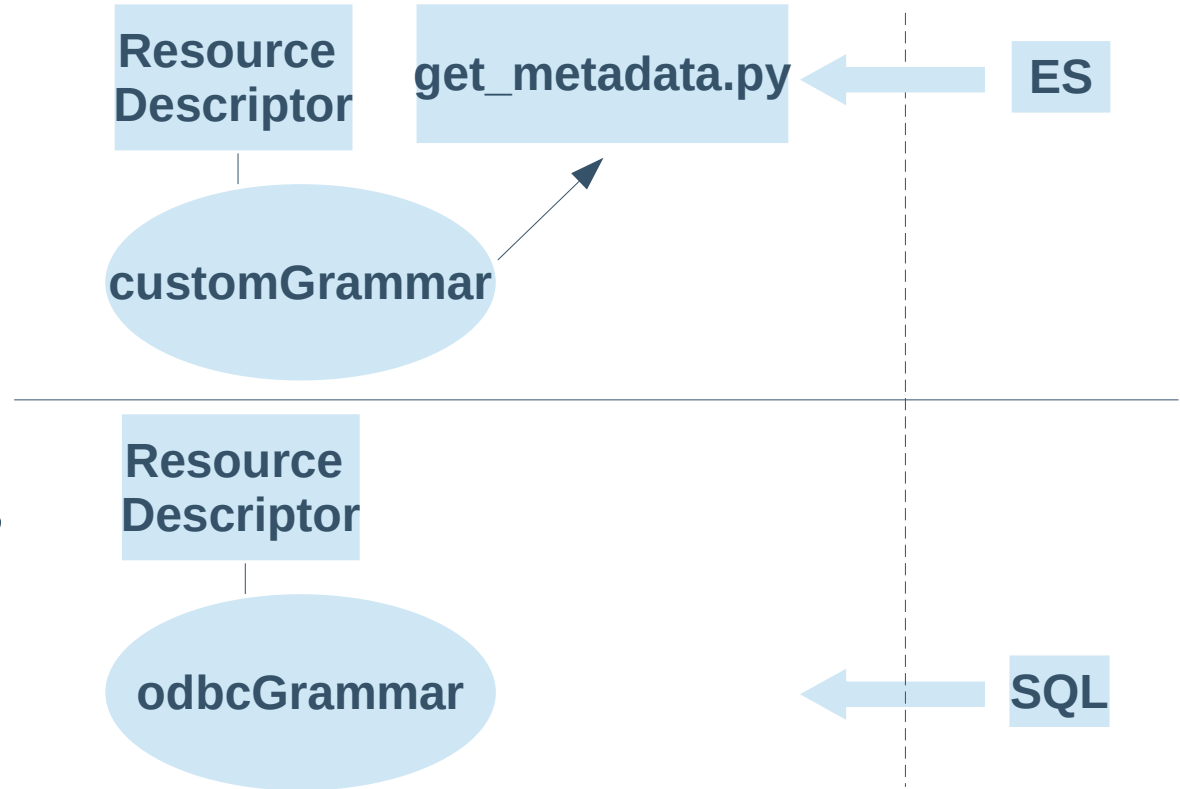 Resource
Descriptor
get_metadata.py
ES
customGrammar
Resource
Descriptor
odbcGrammar
SQL